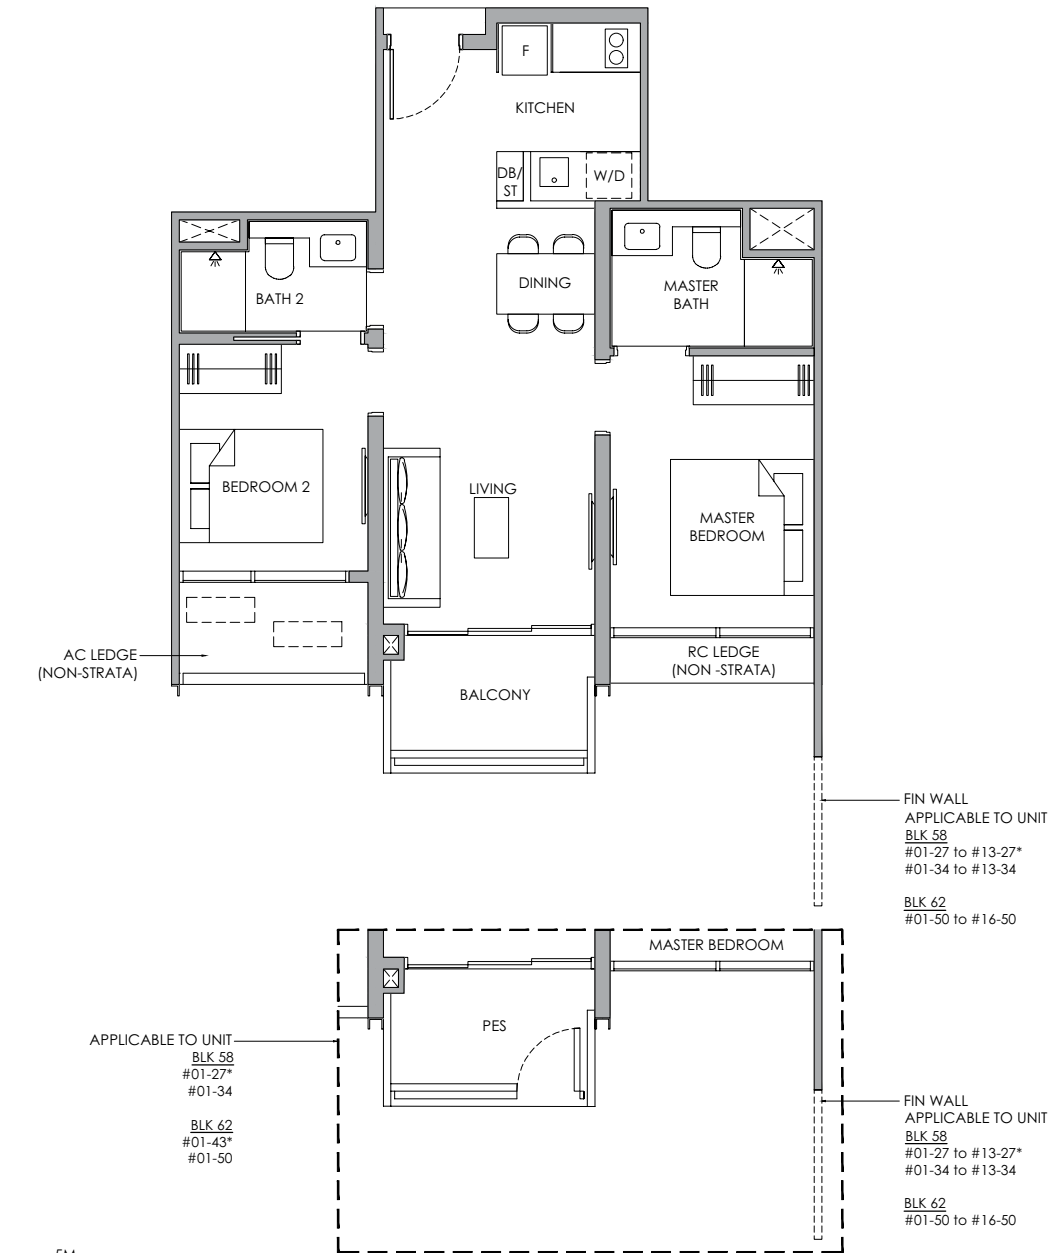 F
KITCHEN
DB/
ST
W/D
DINING
BATH 2
MASTER
BATH
BEDROOM 2
LIVING
MASTER
BEDROOM
AC LEDGE
(NON-STRATA)
RC LEDGE
(NON -STRATA)
BALCONY
FIN WALL
APPLICABLE TO UNIT
BLK 58
#01-27 to #13-27*
#01-34 to #13-34
BLK 62
#01-50 to #16-50
MASTER BEDROOM
PES
APPLICABLE TO UNIT
BLK 58
#01-27*
#01-34
BLK 62
#01-43*
#01-50
FIN WALL
APPLICABLE TO UNIT
BLK 58
#01-27 to #13-27*
#01-34 to #13-34
BLK 62
#01-50 to #16-50